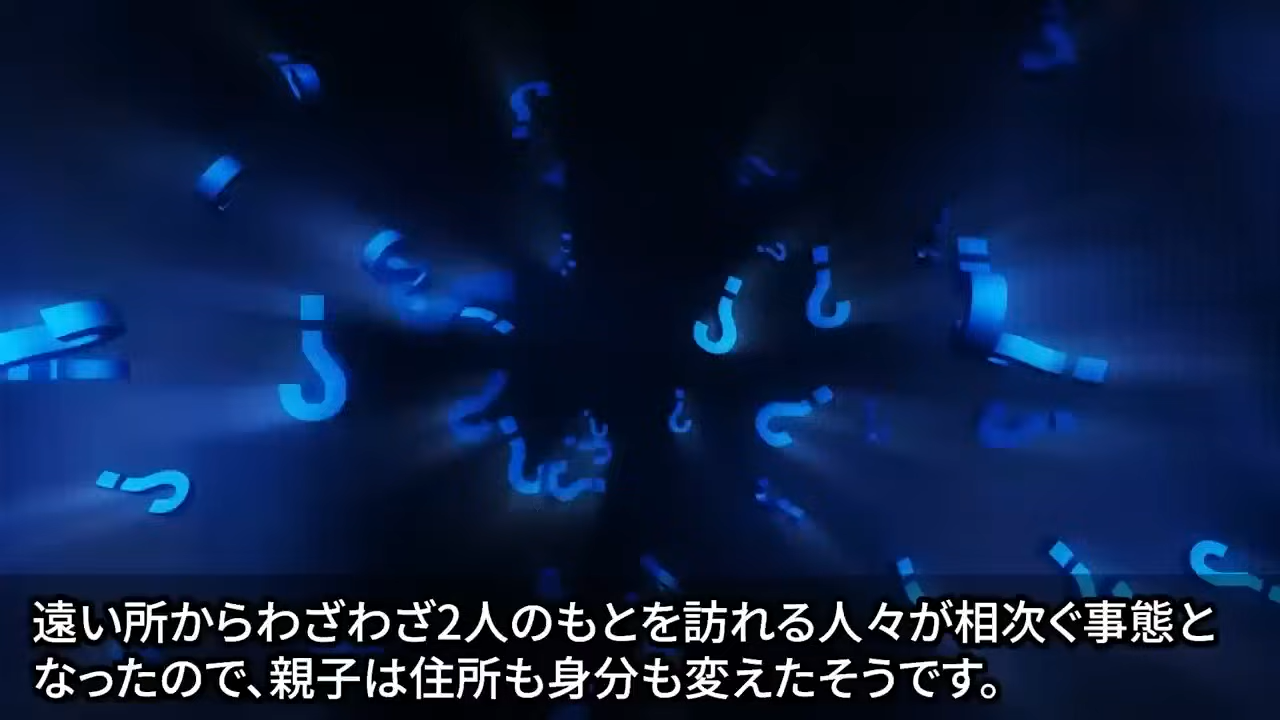 遠い所からわざわざ2人のもとを訪れる人々が相次ぐ事態と
なったので、親子は住所も身分も変えたそうです。